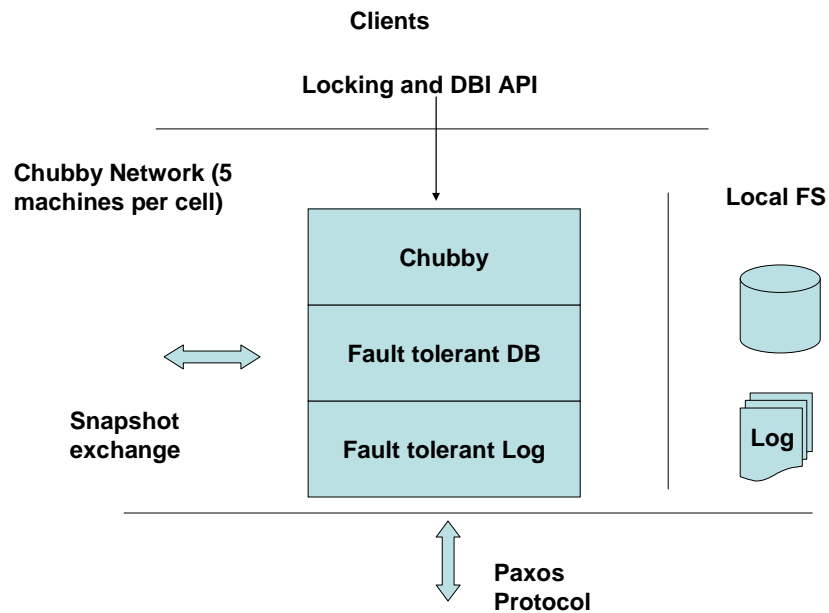 Clients
Locking and DBI API
Chubby Network (5
machines per cell)
Local FS
Chubby
Fault tolerant DB
Snapshot
exchange
Fault tolerant Log
Log
Paxos
Protocol